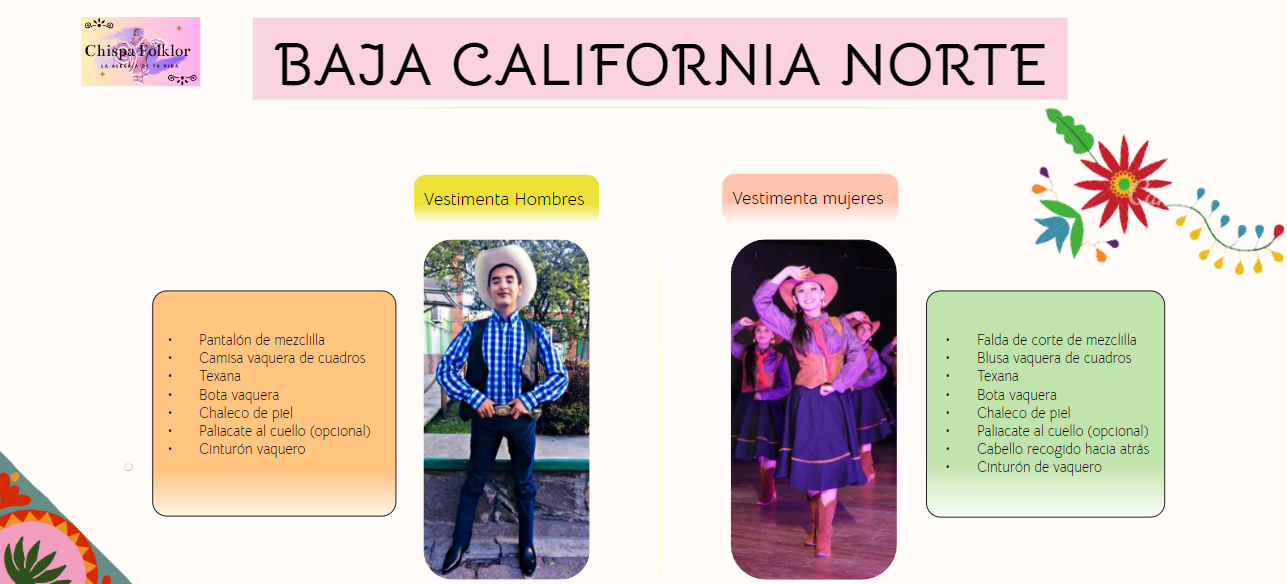 Chispa Folklor
LA ALEGRÍA DE TU VIDA
BAJA CALIFORNIA NORTE
Vestimenta Hombres
Vestimenta mujeres
• Pantalón de mezclilla
• Camisa vaquera de cuadros
• Texana
• Bota vaquera
• Chaleco de piel
• Paliacate al cuello (opcional)
• Cinturón vaquero
• Falda de corte de mezclilla
• Blusa vaquera de cuadros
• Texana
• Bota vaquera
• Chaleco de piel
• Paliacate al cuello (opcional)
• Cabello recogido hacia atrás
• Cinturón de vaquero